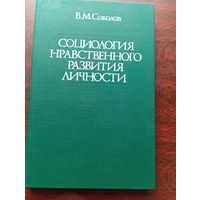 В.М.Соколов
СОЦИОЛОГИЯ
НРАВСТВЕННОГО
РАЗВИТИЯ
ЛИЧНОСТИ